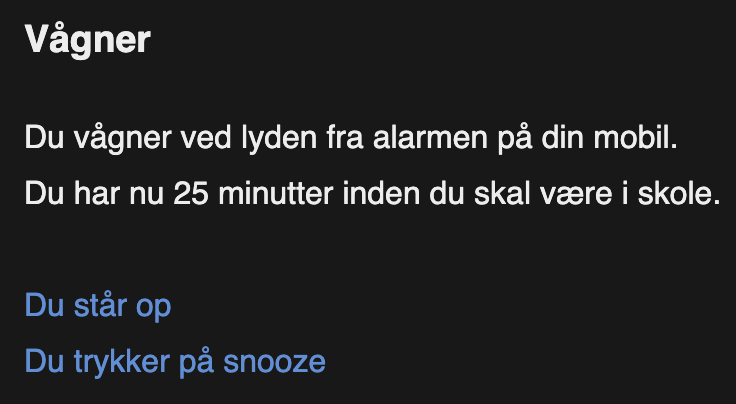 Vågner
Du vågner ved lyden fra alarmen på din mobil.
Du har nu 25 minutter inden du skal være i skole.
Du står op
Du trykker på snooze